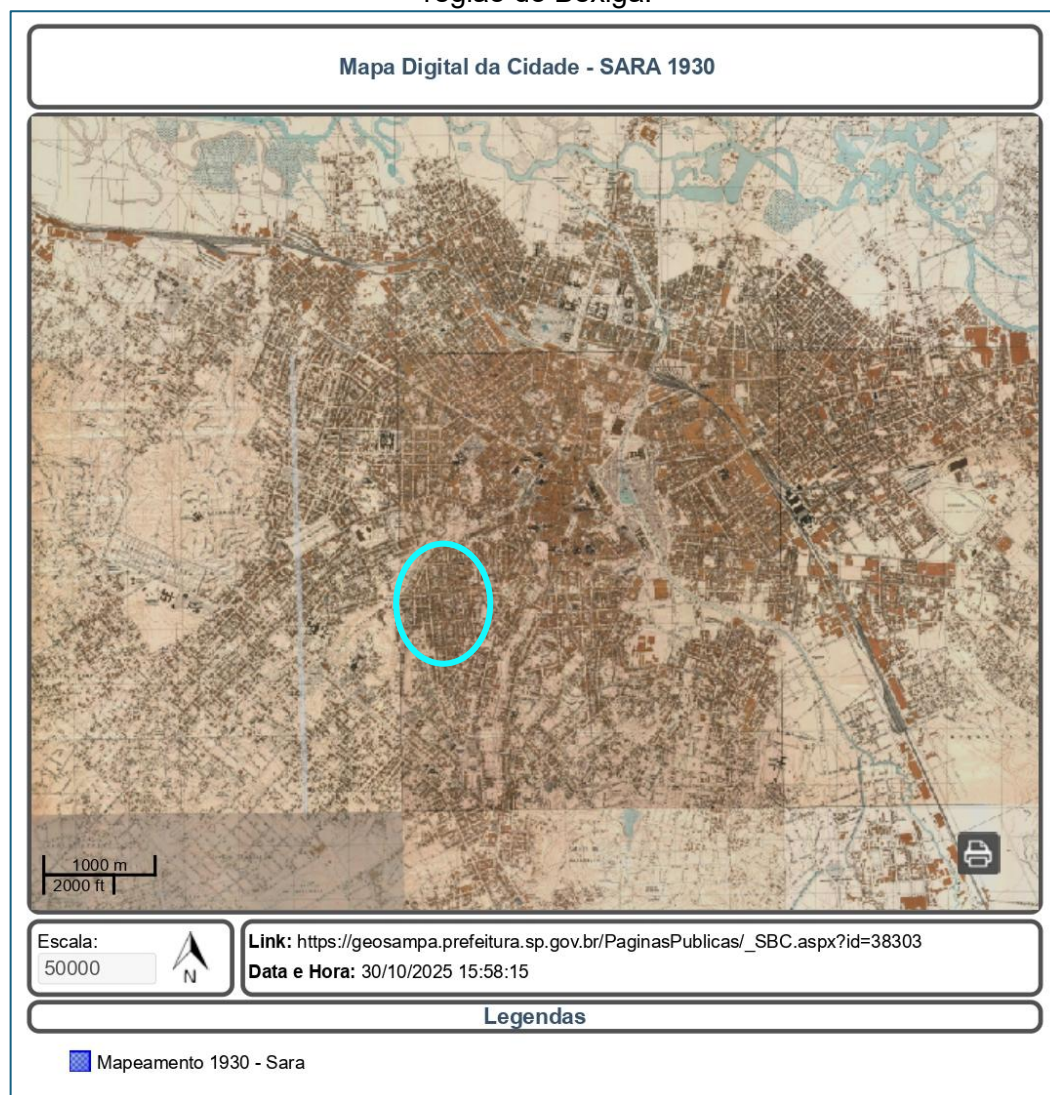 região do Bexiga.
Mapa Digital da Cidade - SARA 1930
1000 m
2000 ft
Escala:
50000
N
Link: https://geosampa.prefeitura.sp.gov.br/PaginasPublicas/_SBC.aspx?id=38303
Data e Hora: 30/10/2025 15:58:15
Legendas
Mapeamento 1930 - Sara